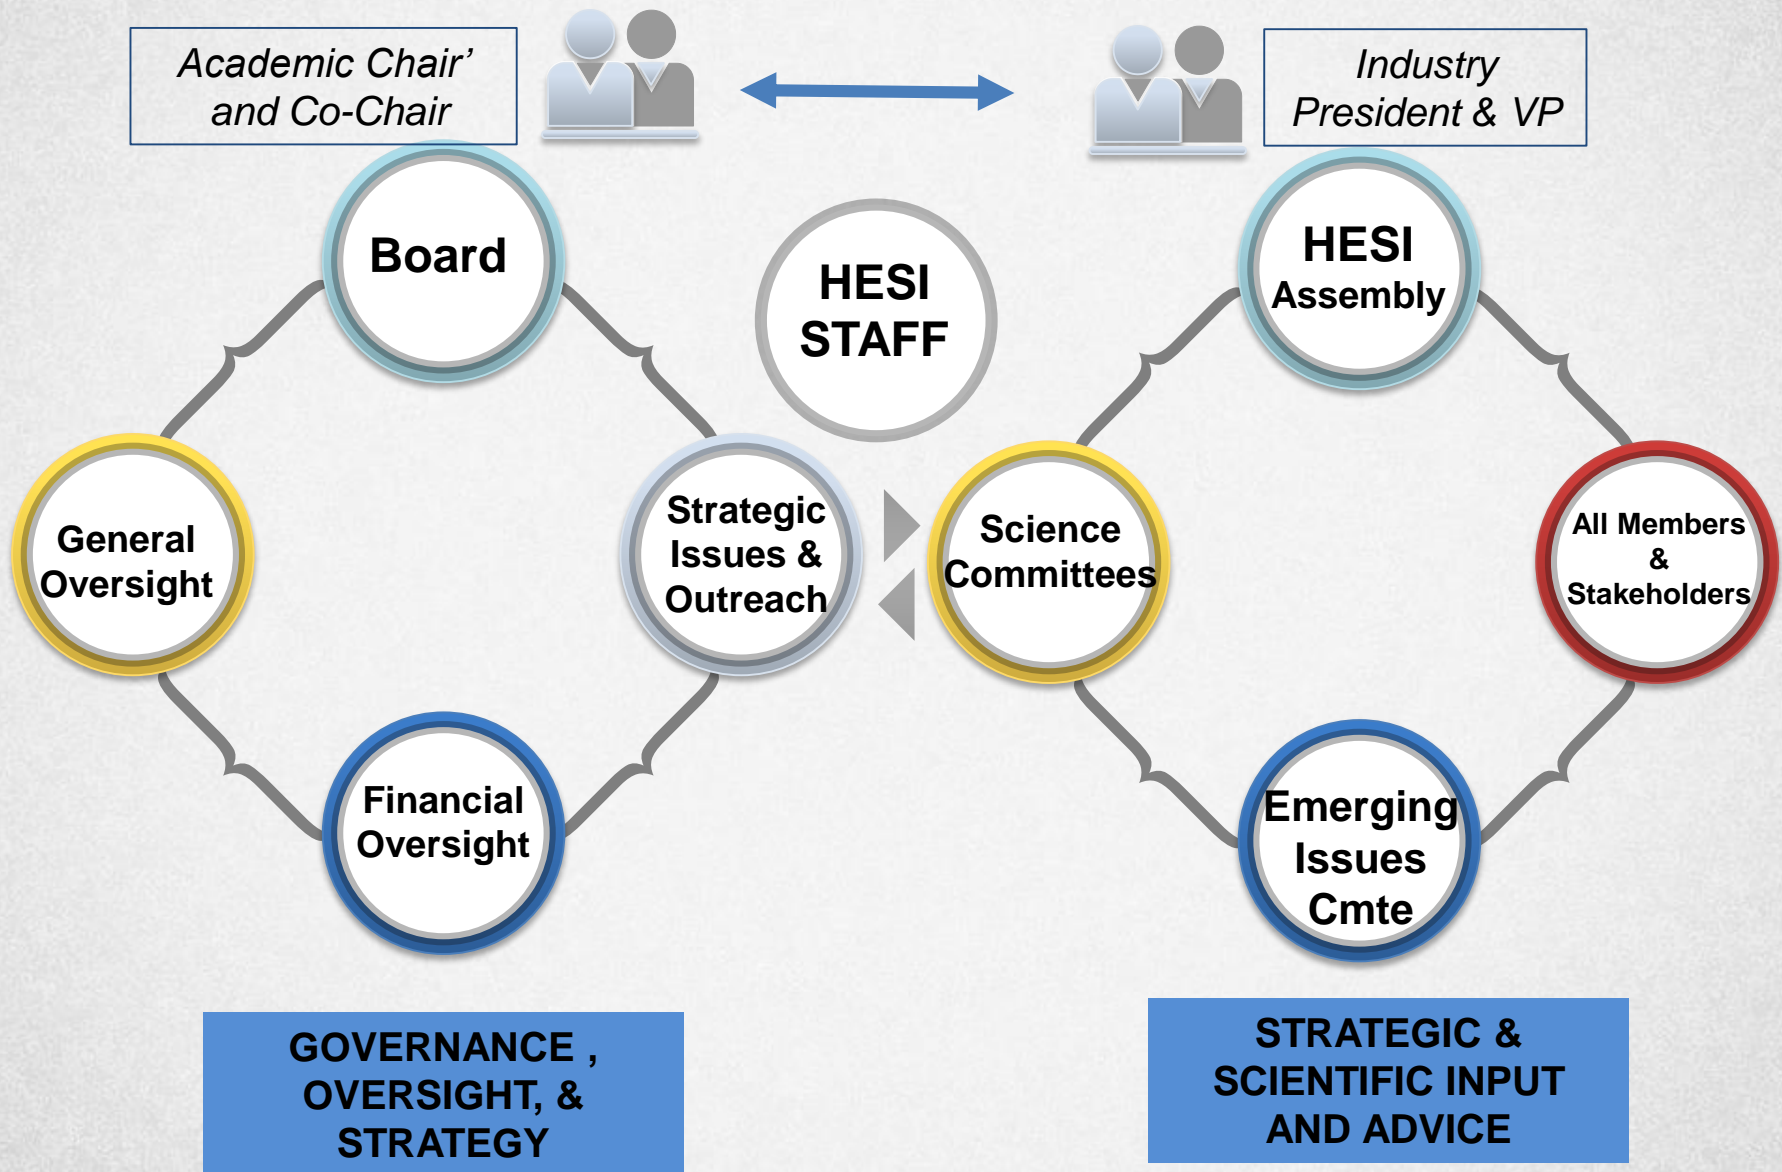 Academic Chair’
and Co-Chair
Industry
President & VP
Board
HESI
STAFF
HESI
Assembly
General
Oversight
Strategic
Issues &
Outreach
Science
Committees
All Members
&
Stakeholders
Financial
Oversight
Emerging
Issues
Cmte
GOVERNANCE ,
OVERSIGHT, &
STRATEGY
STRATEGIC &
SCIENTIFIC INPUT
AND ADVICE